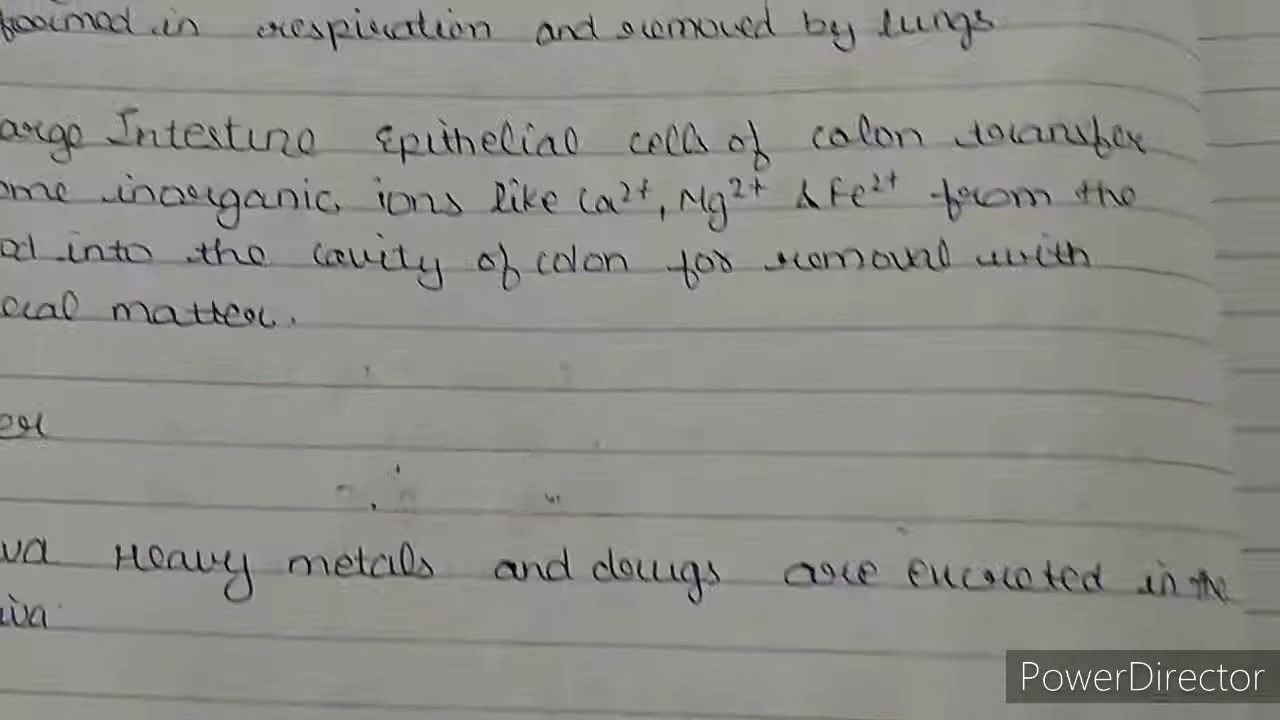 formed in respiration and removed by lungs
arge Intestine Epithelial cells of colon transfer
ome inorganic ions like Ca²⁺, Mg²⁺ & Fe²⁺ from the
od into the cavity of colon for removal with
cal matter.
er
va Heavy metals and drugs are excreted in the
iva
PowerDirector